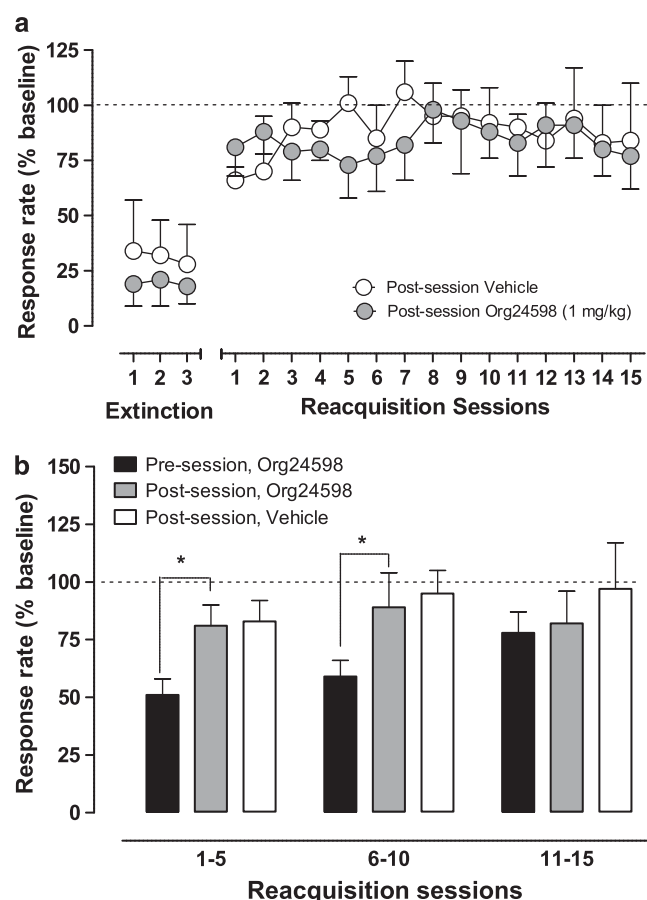 a
125
100
75
50
25
0
Response rate (% baseline)
Post-session Vehicle
Post-session Org24598 (1 mg/kg)
1 2 3
1 2 3 4 5 6 7 8 9 10 11 12 13 14 15
Extinction
Reacquisition Sessions
b
150
125
100
75
50
25
0
Response rate (% baseline)
Pre-session, Org24598
Post-session, Org24598
Post-session, Vehicle
*
*
1-5 6-10 11-15
Reacquisition sessions